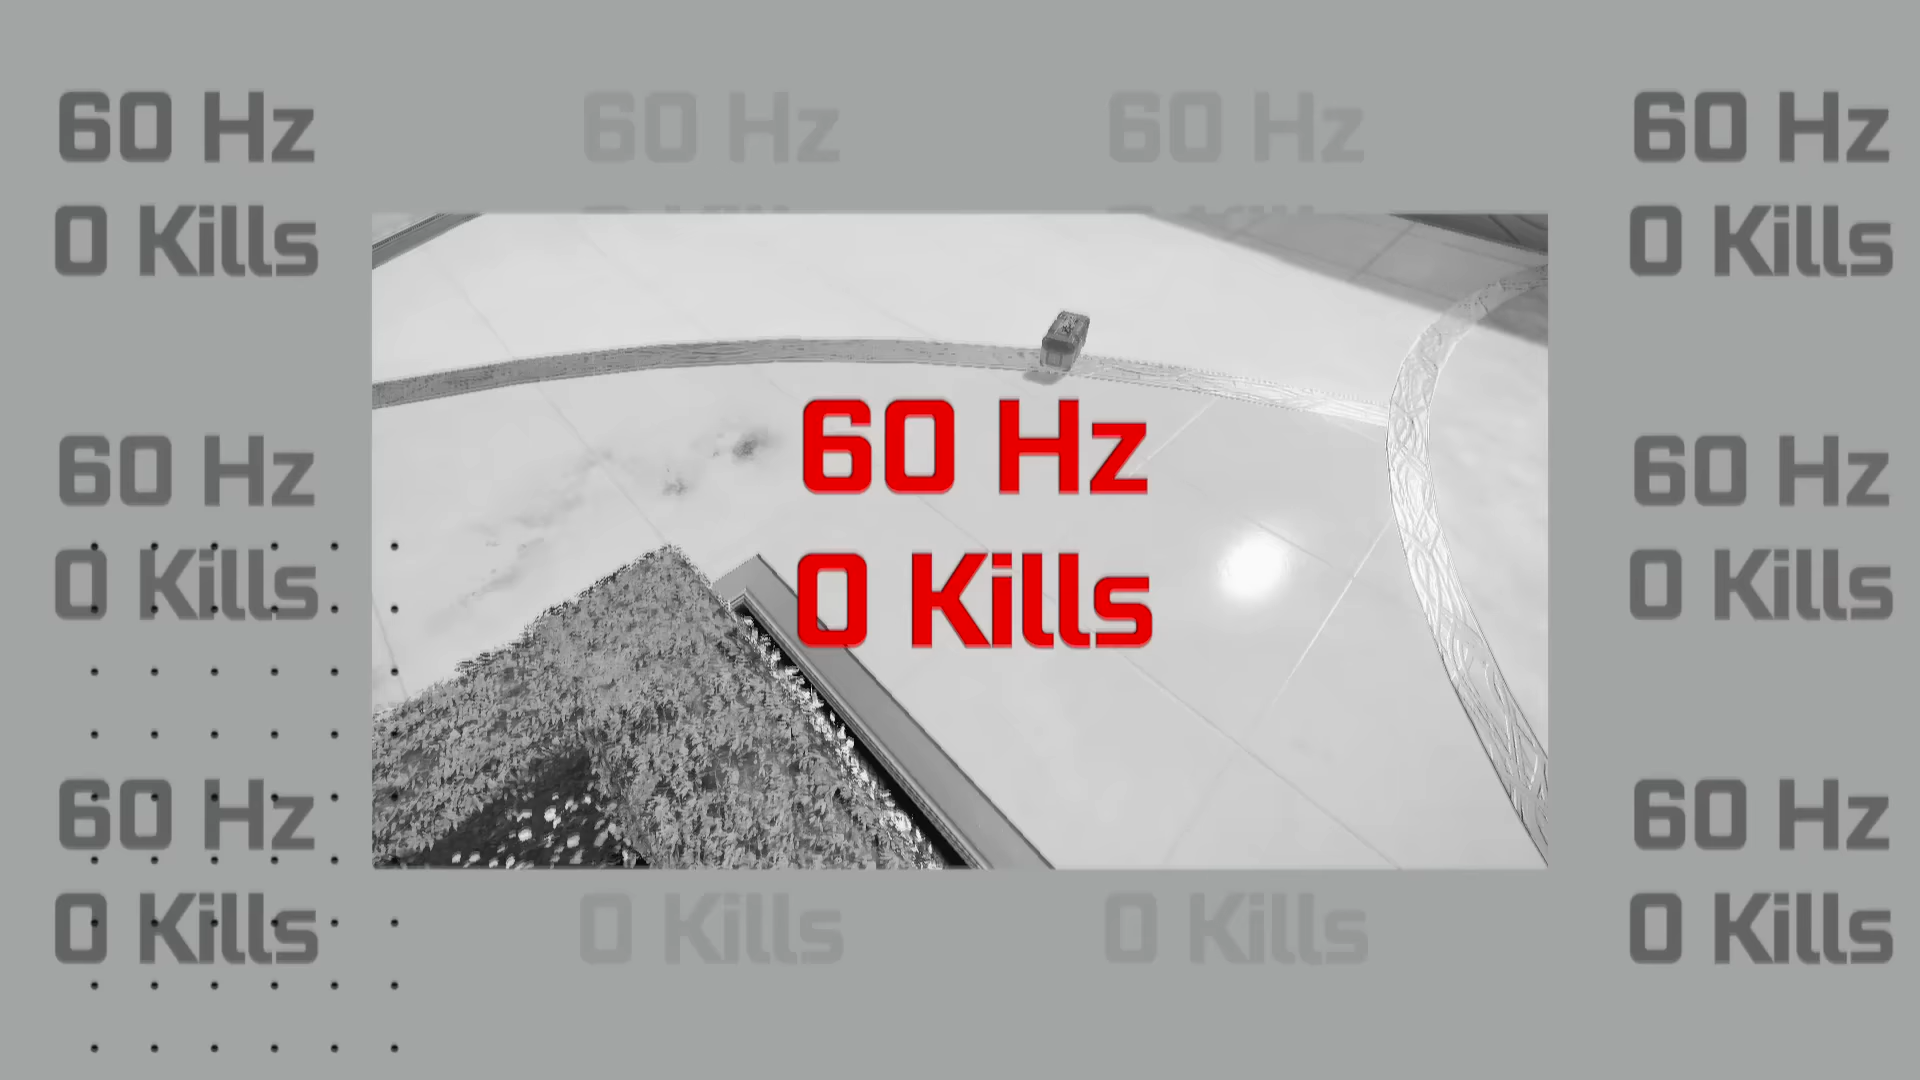 60 Hz 60 Hz 60 Hz 60 Hz
0 Kills 0 Kills
60 Hz 60 Hz 60 Hz
0 Kills 0 Kills 0 Kills
60 Hz 60 Hz
0 Kills 0 Kills 0 Kills 0 Kills